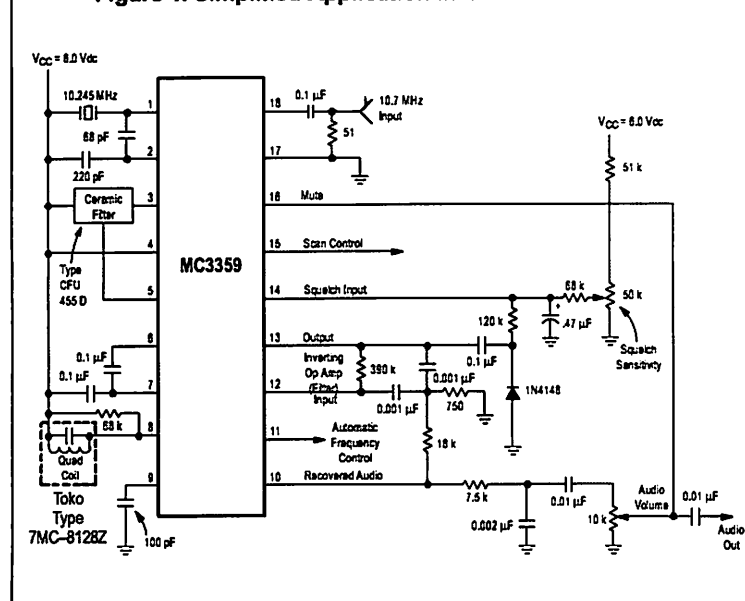 VCC = 6.0 Vdc
10.245 MHz
68 pF
220 pF
Ceramic
Filter
Type
CFU
455 D
0.1 µF
0.1 µF
68 k
Quad
Coil
Toko
Type
7MC–8128Z
100 pF
1
2
3
4
5
6
7
8
9
MC3359
18
17
16
15
14
13
12
11
10
0.1 µF
10.7 MHz
Input
51
Mute
Scan Control
Squelch Input
Output
Inverting
Op Amp
(Filter)
Input
Automatic
Frequency
Control
Recovered Audio
VCC = 6.0 Vdc
51 k
68 k
50 k
+
.47 µF
Squelch
Sensitivity
120 k
0.1 µF
390 k
0.001 µF
0.001 µF
750
1N4148
18 k
7.5 k
0.002 µF
0.01 µF
Audio
Volume
10 k
0.01 µF
Audio
Out